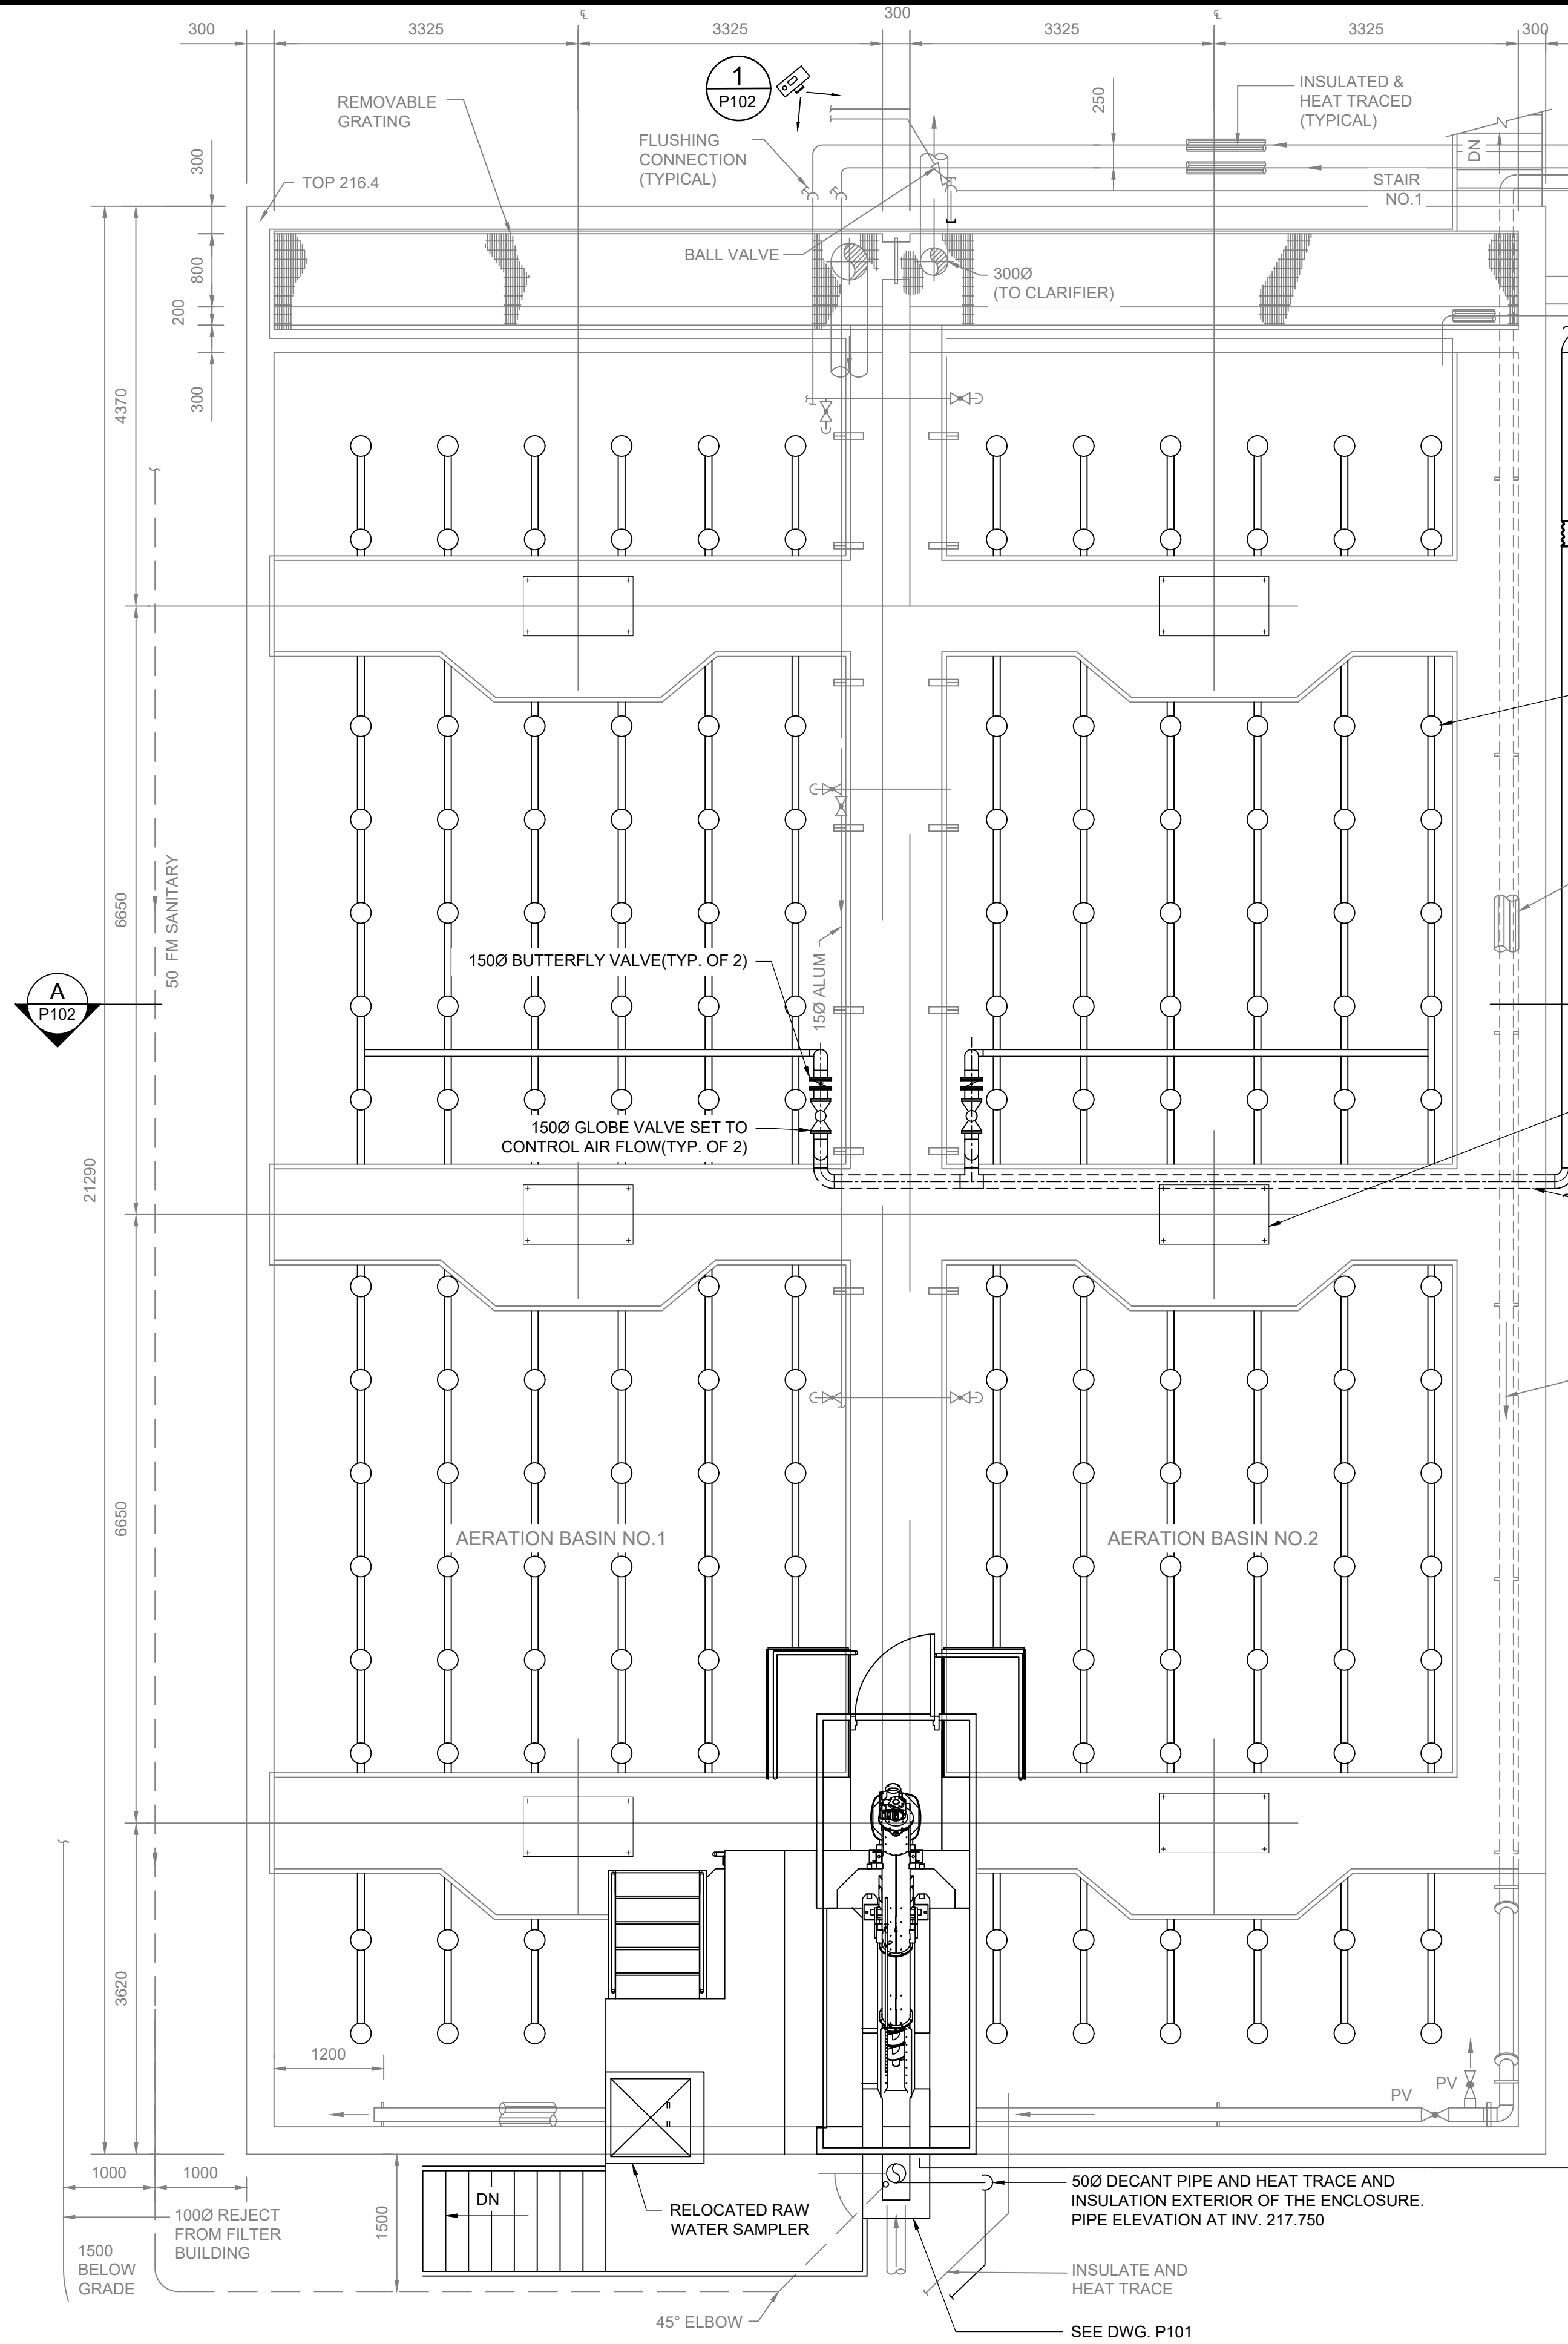 300
3325
℄
3325
300
3325
℄
3325
300
1
P102
REMOVABLE
GRATING
FLUSHING
CONNECTION
(TYPICAL)
250
INSULATED &
HEAT TRACED
(TYPICAL)
DN
300
TOP 216.4
STAIR
NO.1
BALL VALVE
300Ø
(TO CLARIFIER)
800
200
300
4370
6650
50 FM SANITARY
A
P102
150Ø BUTTERFLY VALVE(TYP. OF 2)
15Ø ALUM
150Ø GLOBE VALVE SET TO
CONTROL AIR FLOW(TYP. OF 2)
21290
6650
AERATION BASIN NO.1
AERATION BASIN NO.2
3620
1200
PV
PV
1000
1000
DN
1500
100Ø REJECT
FROM FILTER
BUILDING
1500
BELOW
GRADE
RELOCATED RAW
WATER SAMPLER
50Ø DECANT PIPE AND HEAT TRACE AND
INSULATION EXTERIOR OF THE ENCLOSURE.
PIPE ELEVATION AT INV. 217.750
INSULATE AND
HEAT TRACE
45° ELBOW
SEE DWG. P101